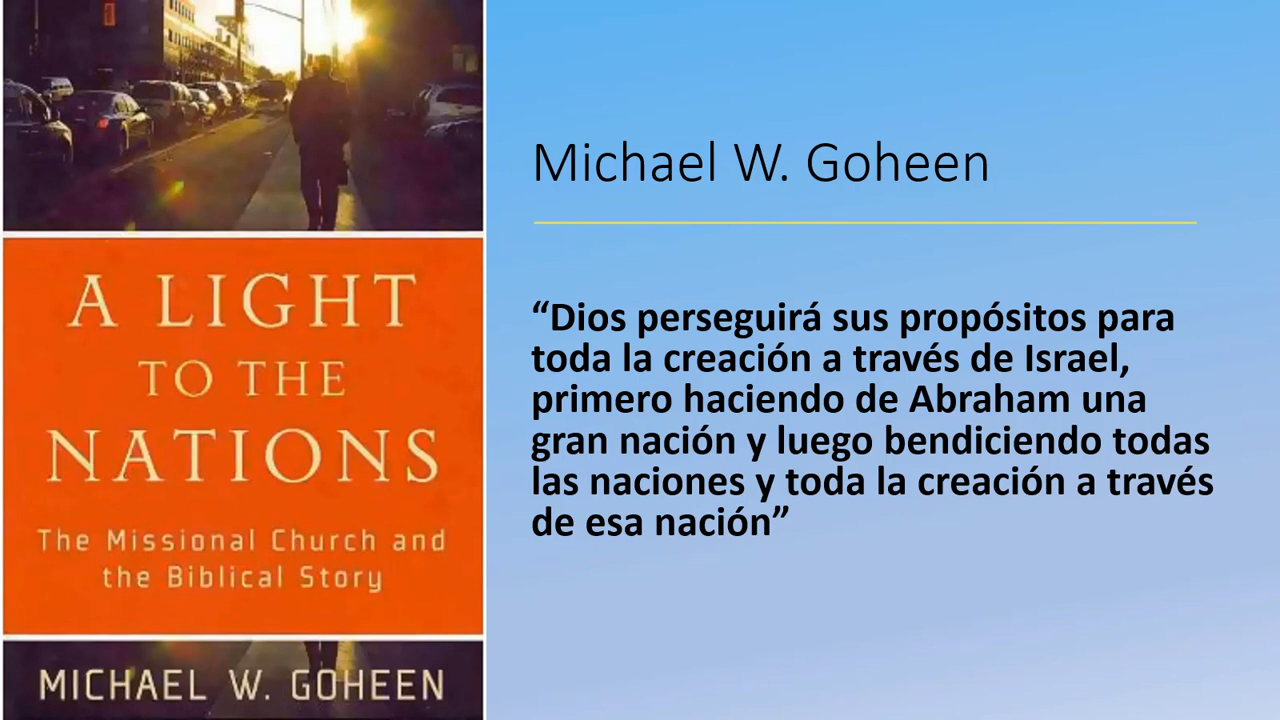 A LIGHT
TO THE
NATIONS
The Missional Church and
the Biblical Story
MICHAEL W. GOHEEN
Michael W. Goheen
“Dios perseguirá sus propósitos para
toda la creación a través de Israel,
primero haciendo de Abraham una
gran nación y luego bendiciendo todas
las naciones y toda la creación a través
de esa nación”